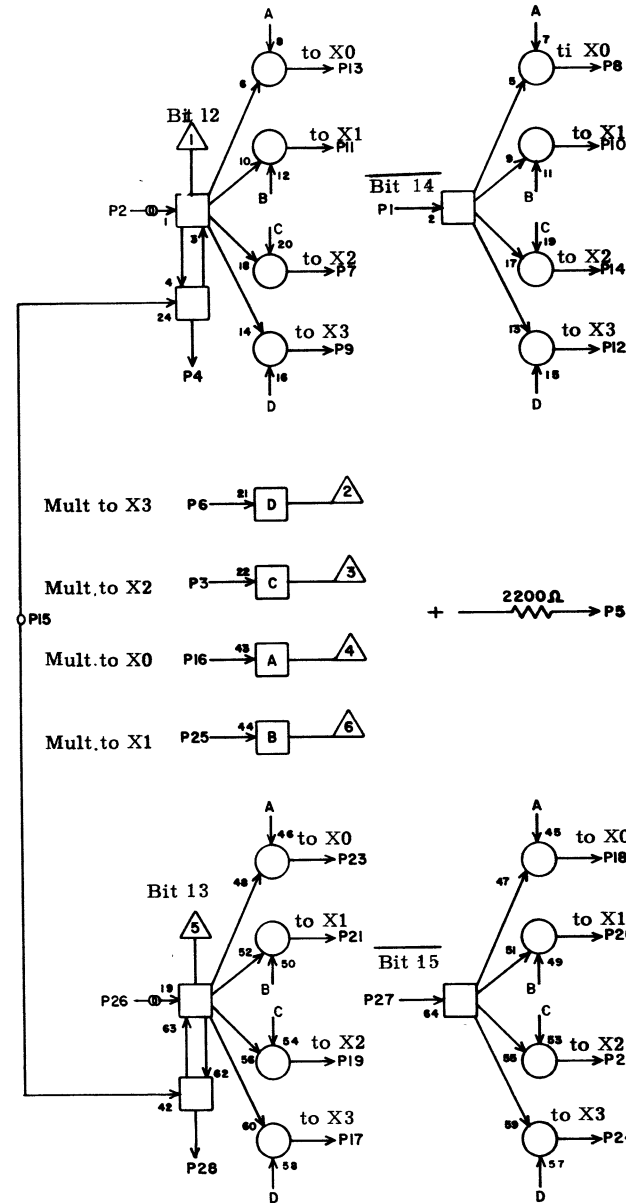 A
8
to X0
P13
6
Bit 12
1
10
to X1
P11
12
B
P2
1
3
C
20
to X2
18
P7
4
24
14
to X3
P9
16
D
P4
A
7
ti X0
P8
5
to X1
P10
9
11
B
Bit 14
P1
2
C
19
to X2
17
P14
13
to X3
P12
15
D
Mult to X3 P6 21 D 2
Mult. to X2 P3 22 C 3
P15
+ 2200Ω P5
Mult. to X0 P16 43 A 4
Mult. to X1 P25 44 B 6
A
46
to X0
P23
48
Bit 13
5
52
to X1
P21
50
B
P26
19
63
C
54
to X2
56
P19
62
42
60
to X3
P17
58
D
P28
A
45
to X0
P18
47
to X1
51
49
B
Bit 15
P27
64
C
53
to X2
55
59
to X3
57
D